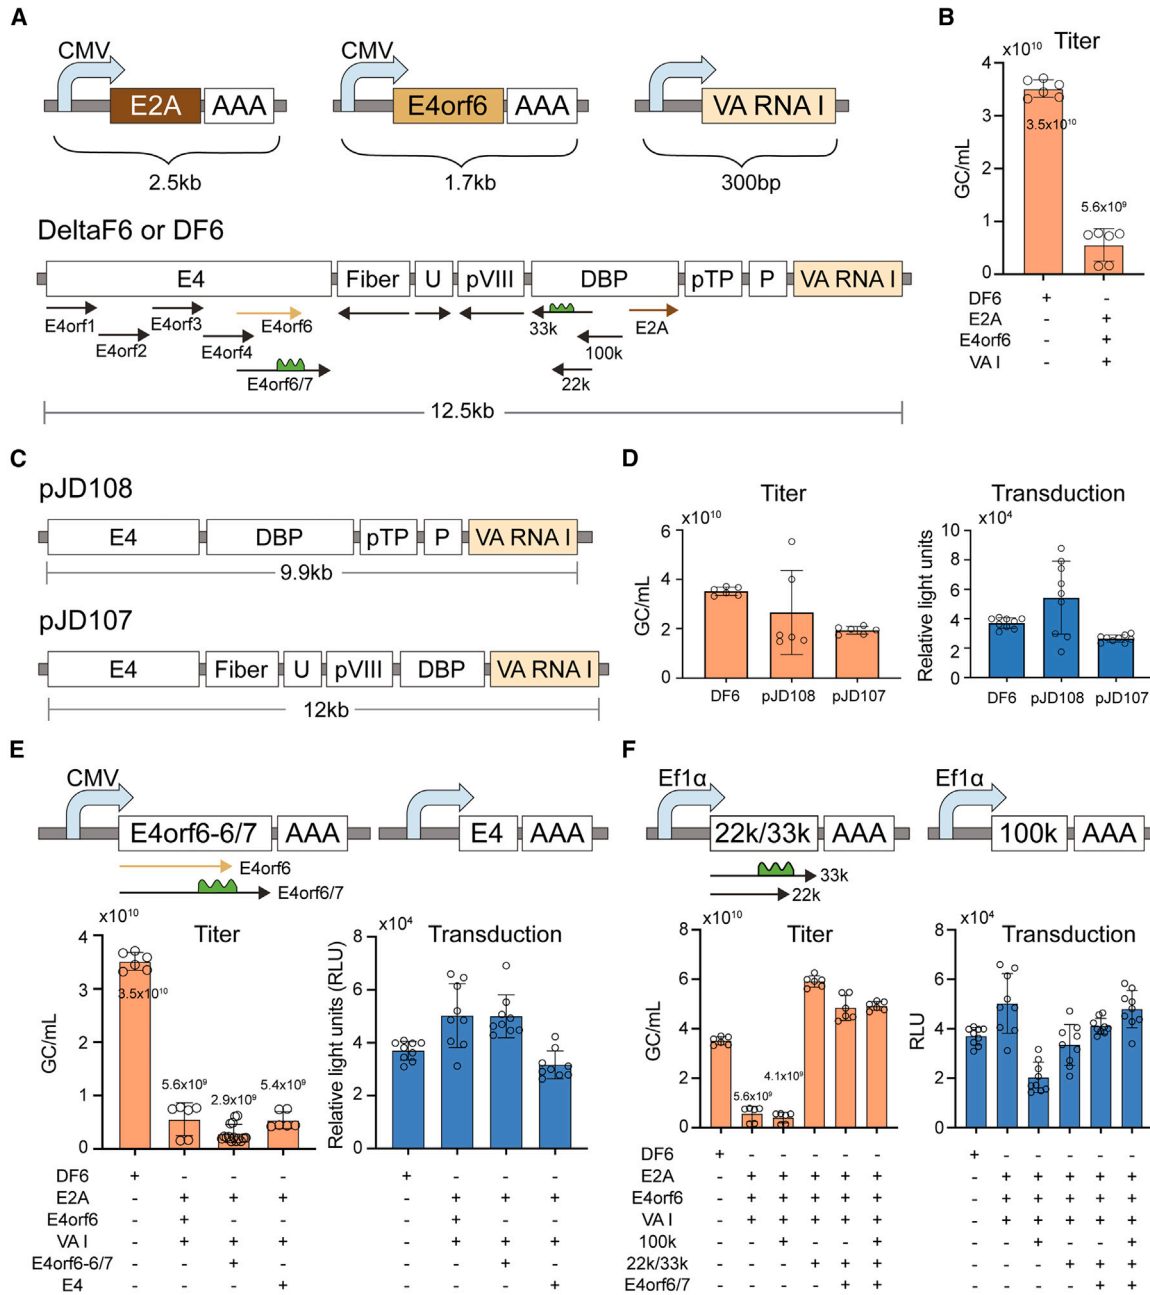 A
CMV
E2A
AAA
2.5kb
CMV
E4orf6
AAA
1.7kb
VA RNA I
300bp
DeltaF6 or DF6
E4
Fiber
U
pVIII
DBP
pTP
P
VA RNA I
E4orf1
E4orf2
E4orf3
E4orf4
E4orf6
E4orf6/7
33k
100k
22k
E2A
12.5kb
B
x10¹⁰
Titer
GC/mL
4
3
2
1
0
3.5x10¹⁰
5.6x10⁹
DF6 + -
E2A - +
E4orf6 - +
VA I - +
C
pJD108
E4
DBP
pTP
P
VA RNA I
9.9kb
pJD107
E4
Fiber
U
pVIII
DBP
VA RNA I
12kb
D
Titer
x10¹⁰
GC/mL
6
4
2
0
DF6 pJD108 pJD107
Transduction
x10⁴
Relative light units
10
8
6
4
2
0
DF6 pJD108 pJD107
E
CMV
E4orf6-6/7
AAA
E4orf6
E4orf6/7
E4
AAA
x10¹⁰
Titer
GC/mL
4
3
2
1
0
3.5x10¹⁰
5.6x10⁹
2.9x10⁹
5.4x10⁹
x10⁴
Transduction
Relative light units (RLU)
8
6
4
2
0
DF6 + - - - + - - -
E2A - + + + - + + +
E4orf6 - + - - - + - -
VA I - + + + - + + +
E4orf6-6/7 - - + - - - + -
E4 - - - + - - - +
F
Ef1α
22k/33k
AAA
33k
22k
Ef1α
100k
AAA
x10¹⁰
Titer
GC/mL
8
6
4
2
0
5.6x10⁹
4.1x10⁹
x10⁴
Transduction
RLU
8
6
4
2
0
DF6 + - - - - - + - - - - -
E2A - + + + + + - + + + + +
E4orf6 - + + + + + - + + + + +
VA I - + + + + + - + + + + +
100k - - + - - + - - + - - +
22k/33k - - - + + + - - - + + +
E4orf6/7 - - - - + + - - - - + +